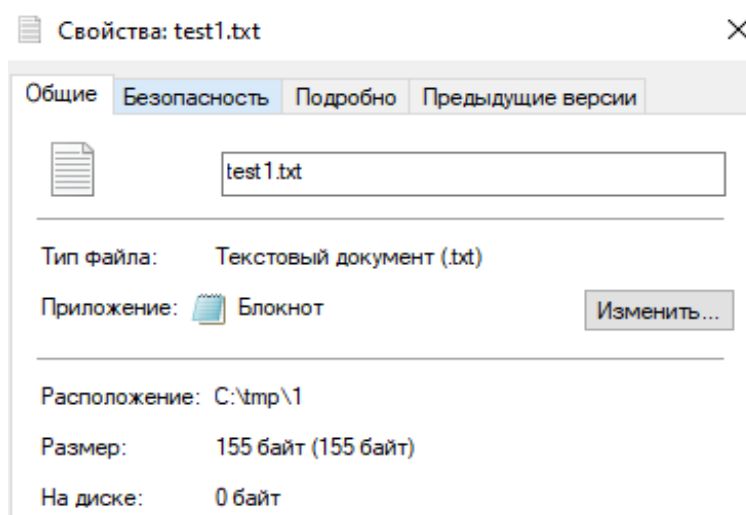 Свойства: test1.txt
Общие Безопасность Подробно Предыдущие версии
test1.txt
Тип файла: Текстовый документ (.txt)
Приложение: Блокнот Изменить...
Расположение: C:\tmp\1
Размер: 155 байт (155 байт)
На диске: 0 байт